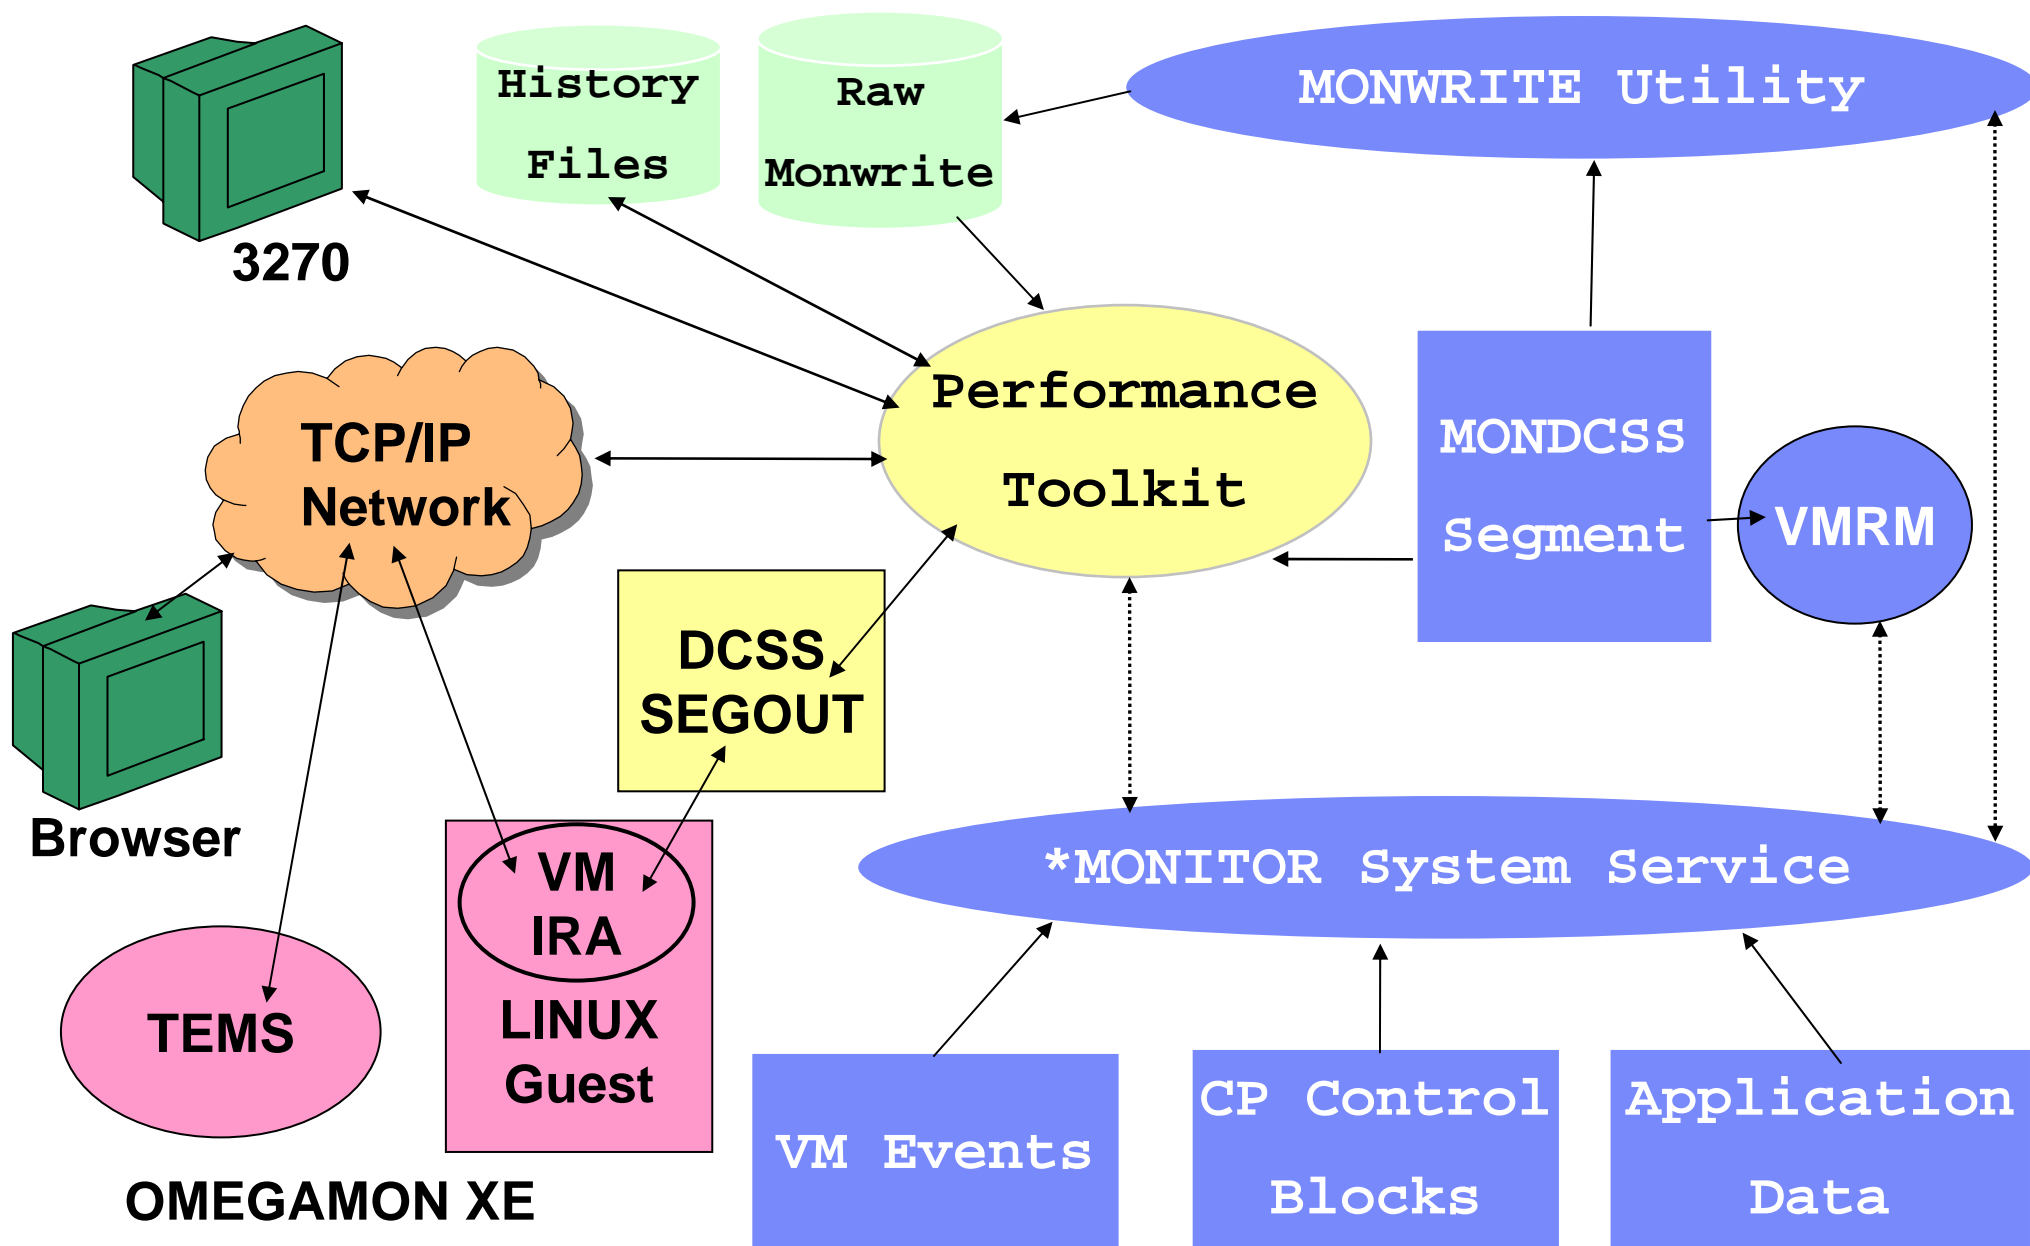 History
Files
Raw
Monwrite
MONWRITE Utility
3270
TCP/IP
Network
Performance
Toolkit
MONDCSS
Segment
VMRM
DCSS
SEGOUT
Browser
VM
IRA
LINUX
Guest
TEMS
OMEGAMON XE
*MONITOR System Service
VM Events
CP Control
Blocks
Application
Data